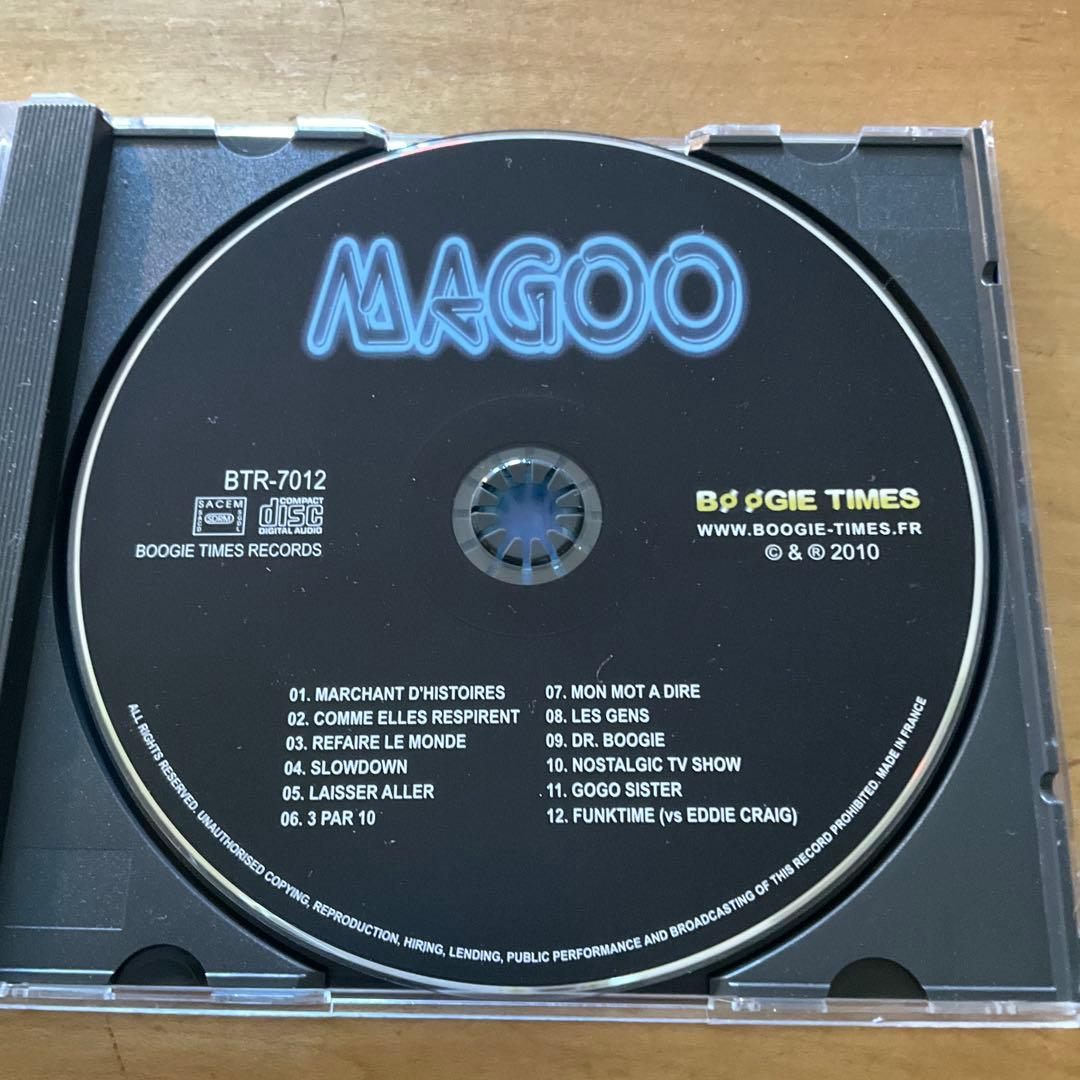 MAGOO
BTR-7012
SACEM
SACD
SDRM
SGDL
COMPACT
disc
DIGITAL AUDIO
BOOGIE TIMES RECORDS
BOOGIE TIMES
WWW.BOOGIE-TIMES.FR
© & ® 2010
01. MARCHANT D'HISTOIRES
02. COMME ELLES RESPIRENT
03. REFAIRE LE MONDE
04. SLOWDOWN
05. LAISSER ALLER
06. 3 PAR 10
07. MON MOT A DIRE
08. LES GENS
09. DR. BOOGIE
10. NOSTALGIC TV SHOW
11. GOGO SISTER
12. FUNKTIME (vs EDDIE CRAIG)
ALL RIGHTS RESERVED. UNAUTHORISED COPYING, REPRODUCTION, HIRING, LENDING, PUBLIC PERFORMANCE AND BROADCASTING OF THIS RECORD PROHIBITED. MADE IN FRANCE